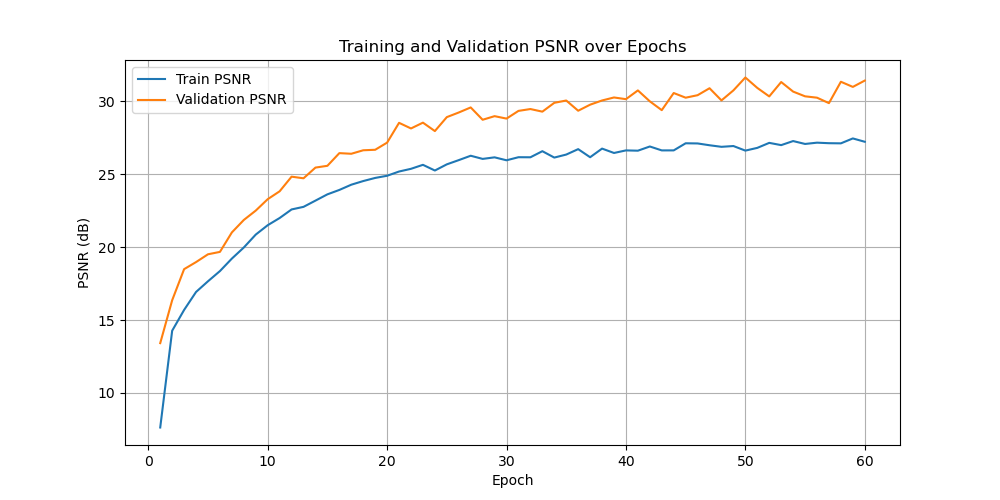 Training and Validation PSNR over Epochs
Train PSNR
Validation PSNR
PSNR (dB)
30
25
20
15
10
0 10 20 30 40 50 60
Epoch